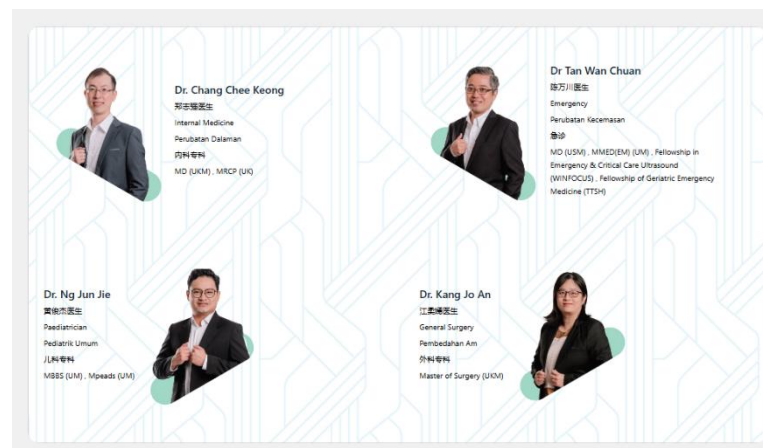 Dr. Chang Chee Keong
郑志强医生
Internal Medicine
Perubatan Dalaman
内科专科
MD (UKM) , MRCP (UK)
Dr Tan Wan Chuan
陈万川医生
Emergency
Perubatan Kecemasan
急诊
MD (USM) , MMED(EM) (UM) , Fellowship in
Emergency & Critical Care Ultrasound
(WINFOCUS) , Fellowship of Geriatric Emergency
Medicine (TTSH)
Dr. Ng Jun Jie
黄俊杰医生
Paediatrician
Pediatrik Umum
儿科专科
MBBS (UM) , Mpeads (UM)
Dr. Kang Jo An
医生
General Surgery
Pembedahan Am
外科专科
Master of Surgery (UKM)